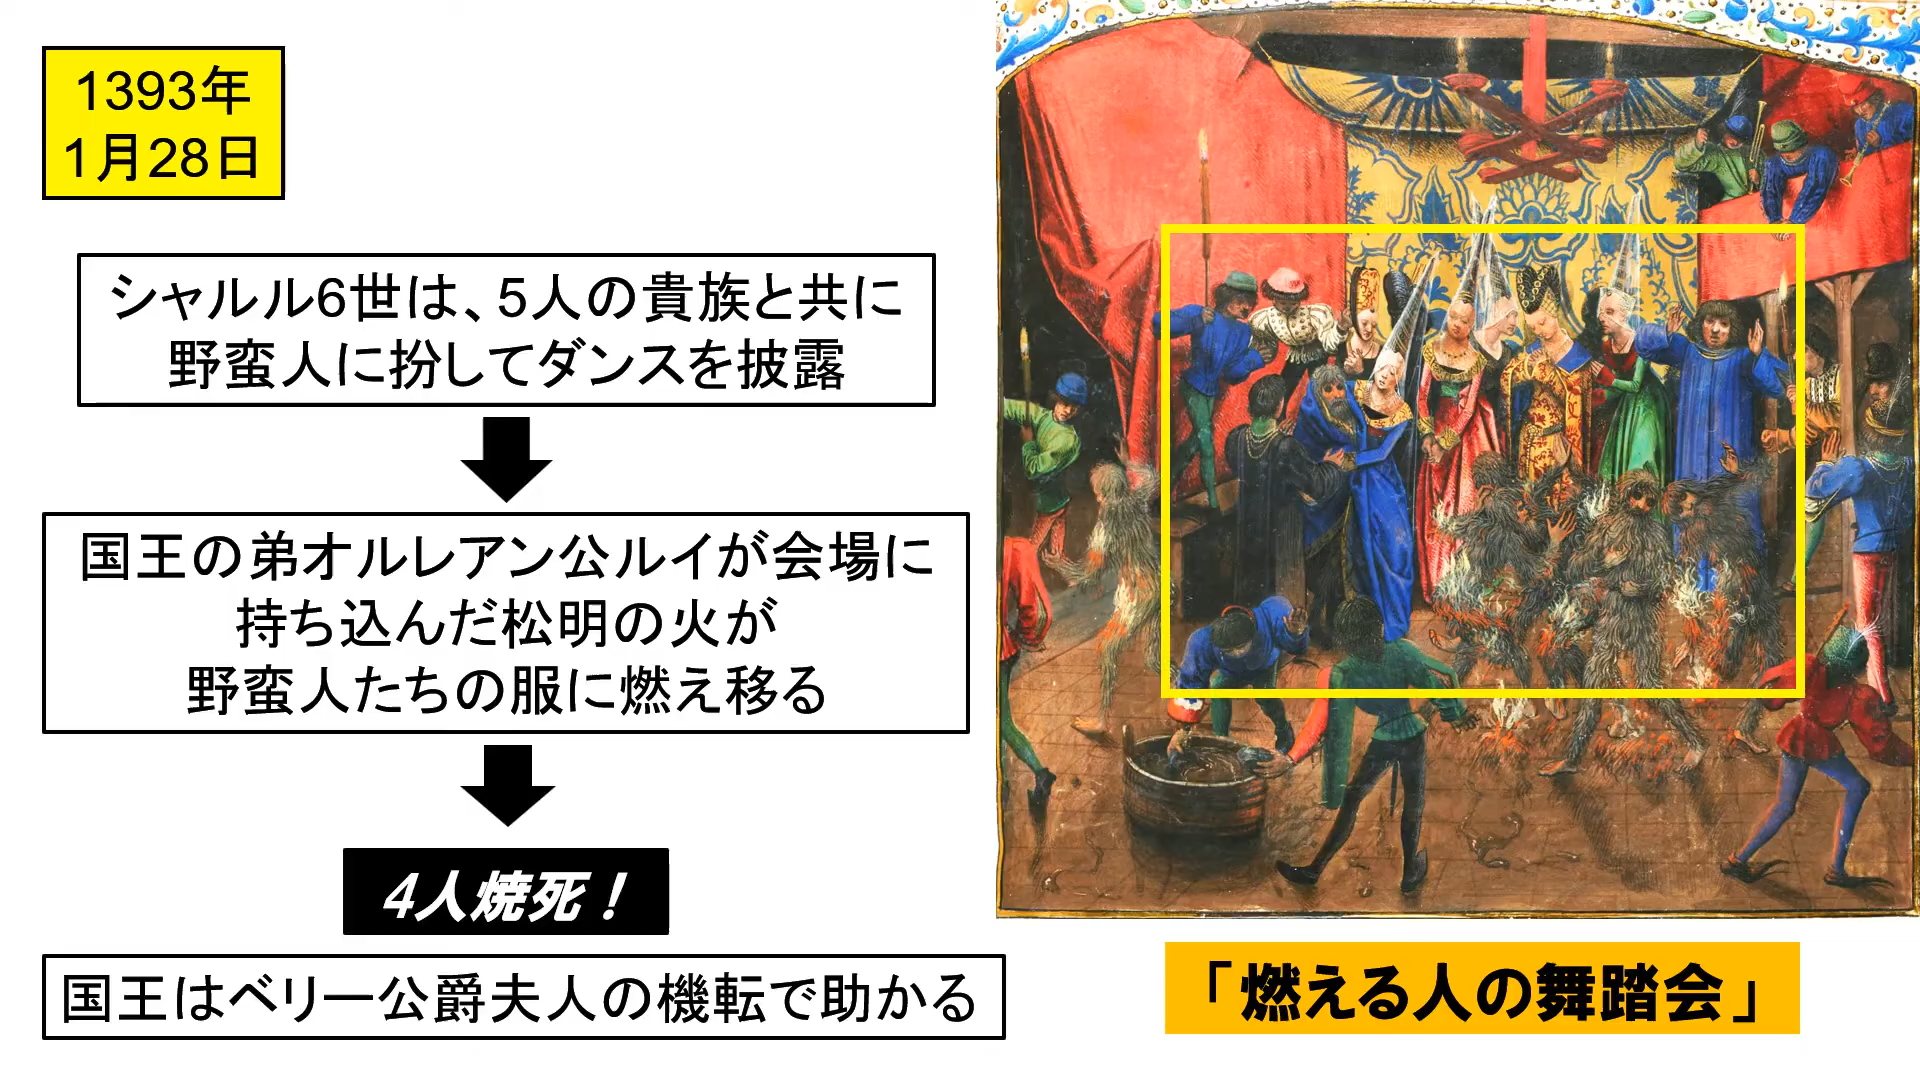 1393年
1月28日
シャルル6世は、5人の貴族と共に
野蛮人に扮してダンスを披露
国王の弟オルレアン公ルイが会場に
持ち込んだ松明の火が
野蛮人たちの服に燃え移る
4人焼死！
国王はベリー公爵夫人の機転で助かる
「燃える人の舞踏会」